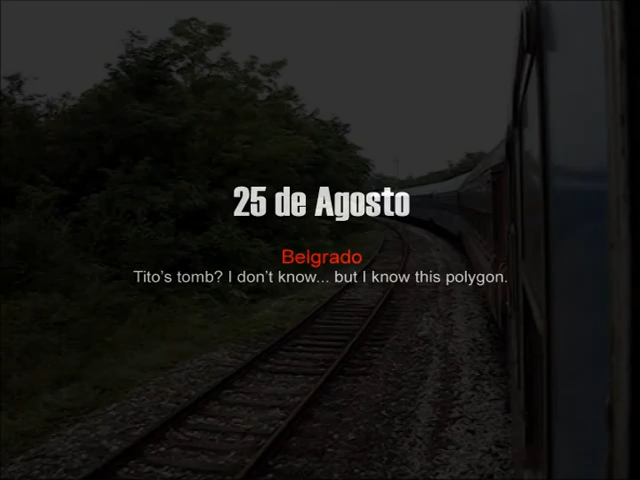 25 de Agosto
Belgrado
Tito's tomb? I don't know... but I know this polygon.